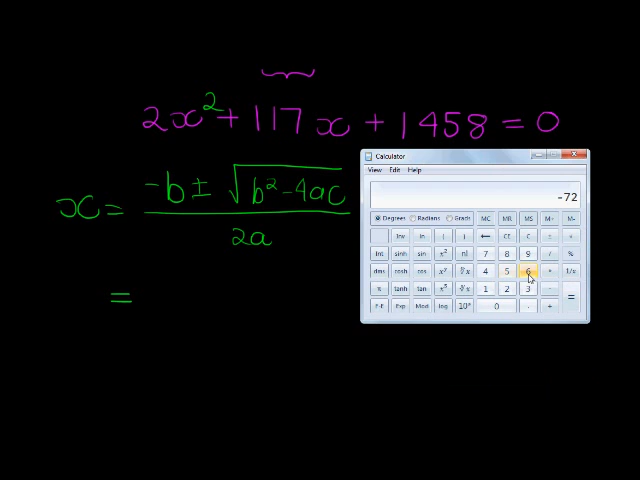 2x² + 117x + 1458 = 0
x = (-b ± √(b² - 4ac)) / 2a
=
Calculator
View Edit Help
-72
Degrees Radians Grads MC MR MS M+ M-
Inv ln ( ) ← CE C ± √
Int sinh sin x² n! 7 8 9 / %
dms cosh cos xʸ ʸ√x 4 5 6 * 1/x
π tanh tan x³ ³√x 1 2 3 - =
F-E Exp Mod log 10ˣ 0 . +